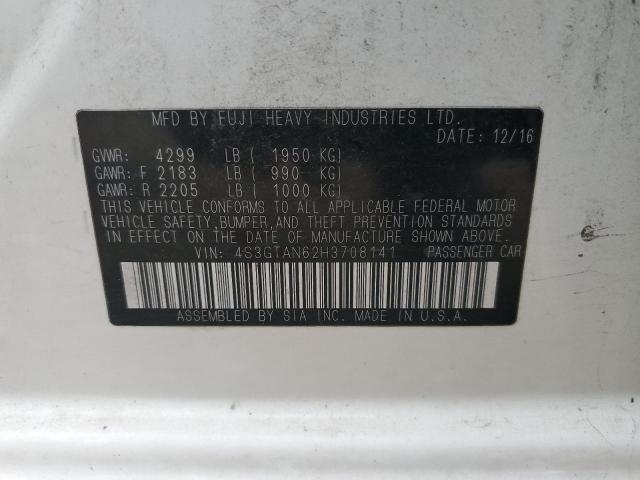 MFD BY FUJI HEAVY INDUSTRIES LTD.
DATE: 12/16
GVWR: 4299 LB ( 1950 KG)
GAWR: F 2183 LB ( 990 KG)
GAWR: R 2205 LB ( 1000 KG)
THIS VEHICLE CONFORMS TO ALL APPLICABLE FEDERAL MOTOR
VEHICLE SAFETY, BUMPER, AND THEFT PREVENTION STANDARDS
IN EFFECT ON THE DATE OF MANUFACTURE SHOWN ABOVE.
VIN: 4S3GTAN62H3708141 PASSENGER CAR
ASSEMBLED BY SIA INC. MADE IN U.S.A.